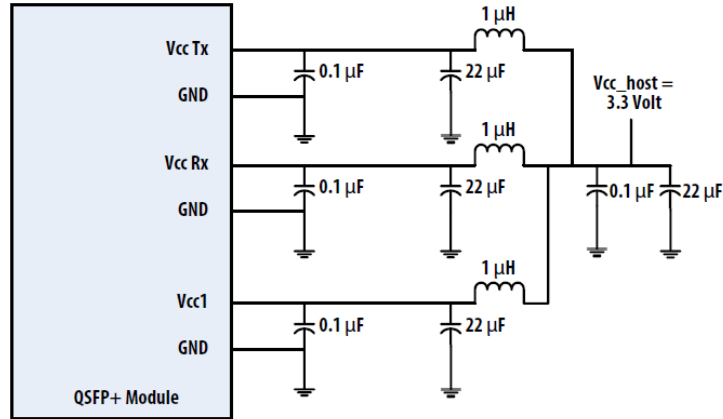 1 µH
Vcc Tx
0.1 µF
22 µF
Vcc_host =
3.3 Volt
GND
1 µH
Vcc Rx
0.1 µF
22 µF
0.1 µF
22 µF
GND
1 µH
Vcc1
0.1 µF
22 µF
GND
QSFP+ Module